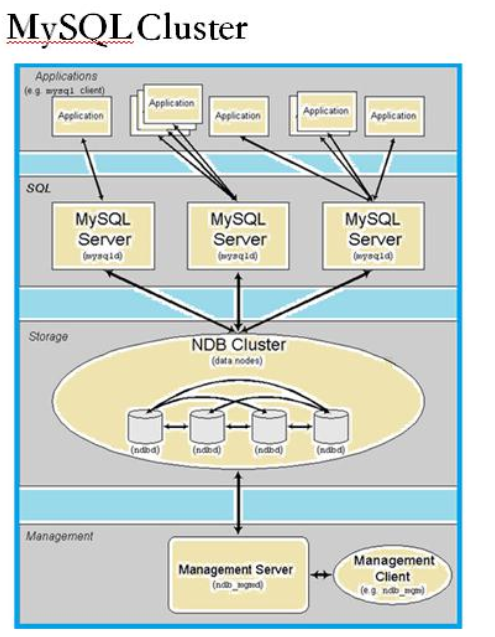 MySQL Cluster
Applications
(e.g. mysql client)
Application
Application
Application
Application
Application
SQL
MySQL
Server
(mysqld)
MySQL
Server
(mysqld)
MySQL
Server
(mysqld)
Storage
NDB Cluster
(data nodes)
(ndbd)
(ndbd)
(ndbd)
(ndbd)
Management
Management Server
(ndb_mgmd)
Management
Client
(e.g. ndb_mgm)